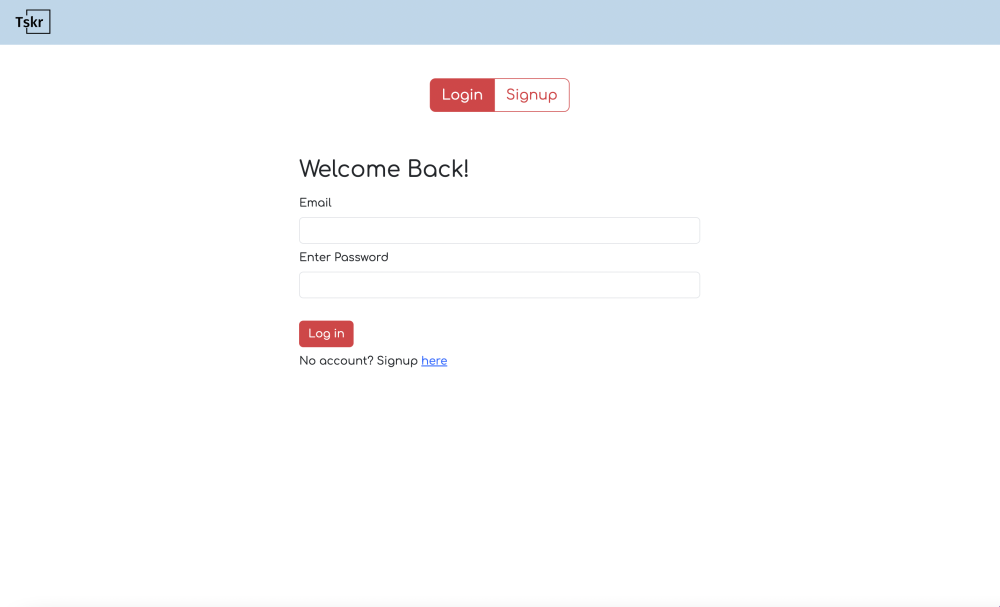 Tskr
Login Signup
Welcome Back!
Email
Enter Password
Log in
No account? Signup here